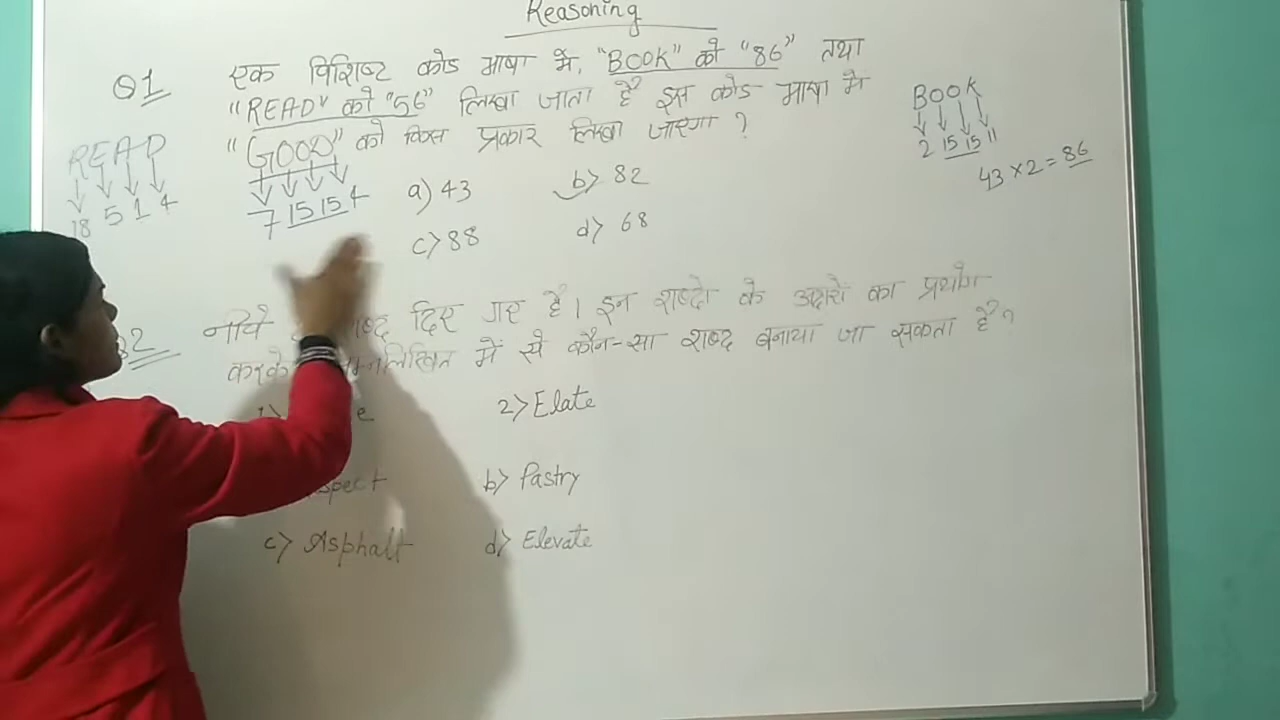 Reasoning
Q1 एक विशिष्ट कोड भाषा में, "BOOK" को "86" तथा
"READ" को "56" लिखा जाता है इस कोड भाषा में
"GOOD" को किस प्रकार लिखा जाएगा ?
7 15 15 4
a) 43 b) 82
c) 88 d) 68
READ
18 5 1 4
BOOK
2 15 15 11
43 × 2 = 86
2 नीचे दिए गए है। इन शब्दो के अक्षरों का प्रयोग
करके में से कौन-सा शब्द बनाया जा सकता है?
2) Elate
b) Pastry
c) Asphalt d) Elevate